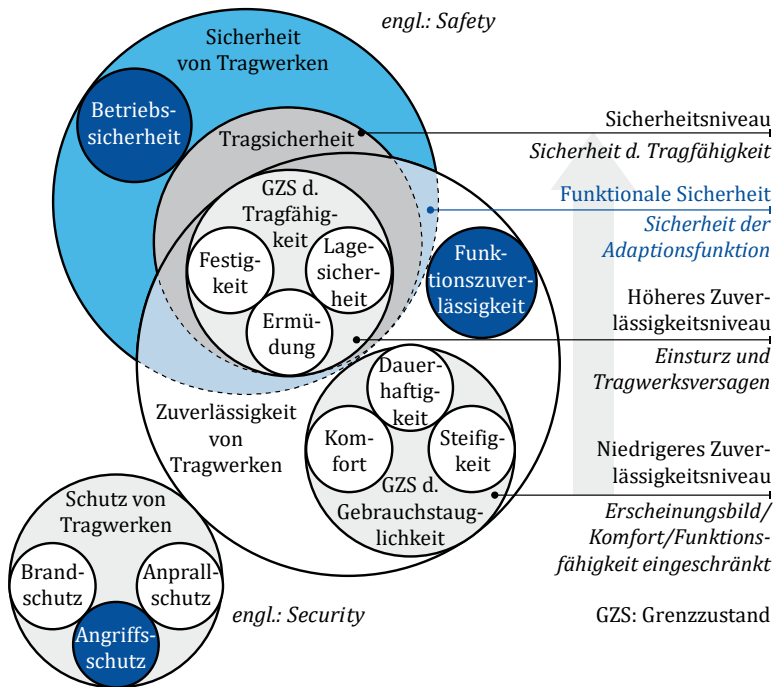 engl.: Safety
Sicherheit
von Tragwerken
Betriebs-
sicherheit
Tragsicherheit
GZS d.
Tragfähig-
keit
Festig-
keit
Lage-
sicher-
heit
Ermü-
dung
Funk-
tionszuver-
lässigkeit
Zuverlässigkeit
von
Tragwerken
Dauer-
haftig-
keit
Kom-
fort
Steifig-
keit
GZS d.
Gebrauchstaug-
lichkeit
Schutz von
Tragwerken
Brand-
schutz
Anprall-
schutz
Angriffs-
schutz
engl.: Security
Sicherheitsniveau
Sicherheit d. Tragfähigkeit
Funktionale Sicherheit
Sicherheit der
Adaptionsfunktion
Höheres Zuver-
lässigkeitsniveau
Einsturz und
Tragwerksversagen
Niedrigeres Zuver-
lässigkeitsniveau
Erscheinungsbild/
Komfort/Funktions-
fähigkeit eingeschränkt
GZS: Grenzzustand